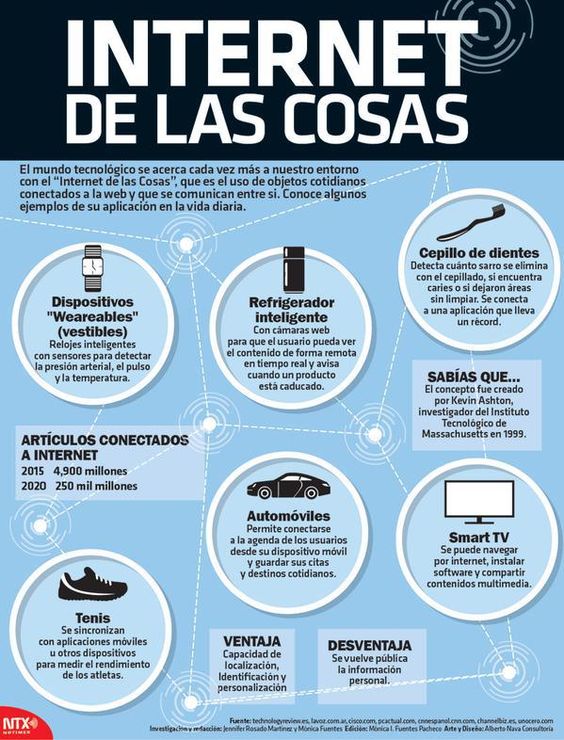 INTERNET
DE LAS COSAS
El mundo tecnológico se acerca cada vez más a nuestro entorno
con el "Internet de las Cosas", que es el uso de objetos cotidianos
conectados a la web y que se comunican entre si. Conoce algunos
ejemplos de su aplicación en la vida diaria.
Dispositivos
"Weareables"
(vestibles)
Relojes inteligentes
con sensores para detectar
la presión arterial, el pulso
y la temperatura.
Refrigerador
inteligente
Con cámaras web
para que el usuario pueda ver
el contenido de forma remota
en tiempo real y avisa
cuando un producto
está caducado.
Cepillo de dientes
Detecta cuánto sarro se elimina
con el cepillado, si encuentra
caries o si dejaron áreas
sin limpiar. Se conecta
a una aplicación que lleva
un récord.
SABÍAS QUE...
El concepto fue creado
por Kevin Ashton,
investigador del Instituto
Tecnológico de
Massachusetts en 1999.
ARTÍCULOS CONECTADOS
A INTERNET
2015 4,900 millones
2020 250 mil millones
Automóviles
Permite conectarse
a la agenda de los usuarios
desde su dispositivo móvil
y guardar sus citas
y destinos cotidianos.
Smart TV
Se puede navegar
por internet, instalar
software y compartir
contenidos multimedia.
Tenis
Se sincronizan
con aplicaciones móviles
u otros dispositivos
para medir el rendimiento
de los atletas.
VENTAJA
Capacidad de
localización,
Identificación y
personalización
DESVENTAJA
Se vuelve pública
la información
personal.
NTX
NOTIMEX
Fuente: technologyreview.es, lavoz.com.ar, cisco.com, pcactual.com, cnnespanol.cnn.com, channelbiz.es, unocero.com
Investigación y redacción: Jennifer Rosado Martínez y Mónica Fuentes Edición: Mónica I. Fuentes Pacheco Arte y Diseño: Alberto Nava Consultoría